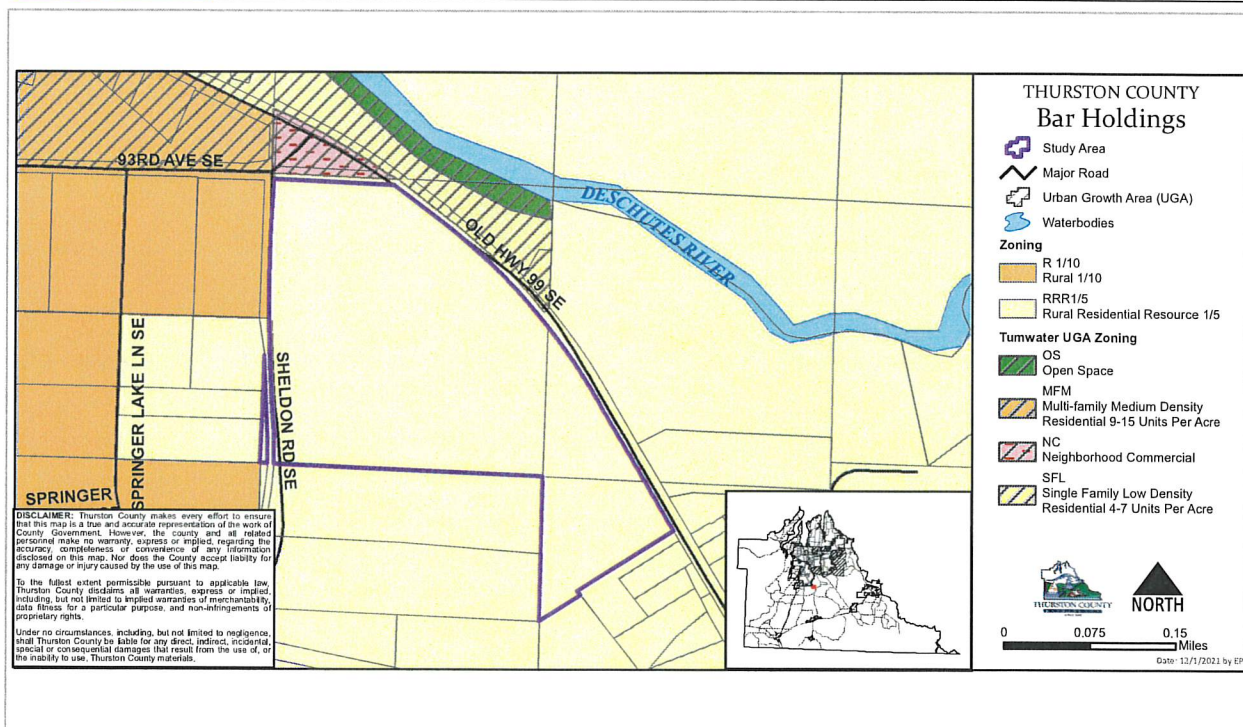 THURSTON COUNTY
Bar Holdings
Study Area
Major Road
Urban Growth Area (UGA)
Waterbodies
Zoning
R 1/10
Rural 1/10
RRR1/5
Rural Residential Resource 1/5
Tumwater UGA Zoning
OS
Open Space
MFM
Multi-family Medium Density
Residential 9-15 Units Per Acre
NC
Neighborhood Commercial
SFL
Single Family Low Density
Residential 4-7 Units Per Acre
THURSTON COUNTY
NORTH
0 0.075 0.15
Miles
Date: 12/1/2021 by EP
93RD AVE SE
DESCHUTES RIVER
OLD HWY 99 SE
SPRINGER LAKE LN SE
SHELDON RD SE
SPRINGER
DISCLAIMER: Thurston County makes every effort to ensure
that this map is a true and accurate representation of the work of
County Government. However, the county and all related
personnel make no warranty, express or implied, regarding the
accuracy, completeness or convenience of any information
disclosed on this map. Nor does the County accept liability for
any damage or injury caused by the use of this map.
To the fullest extent permissible pursuant to applicable law,
Thurston County disclaims all warranties, express or implied,
including, but not limited to implied warranties of merchantability,
data fitness for a particular purpose, and non-infringements of
proprietary rights.
Under no circumstances, including, but not limited to negligence,
shall Thurston County be liable for any direct, indirect, incidental,
special or consequential damages that result from the use of, or
the inability to use, Thurston County materials.